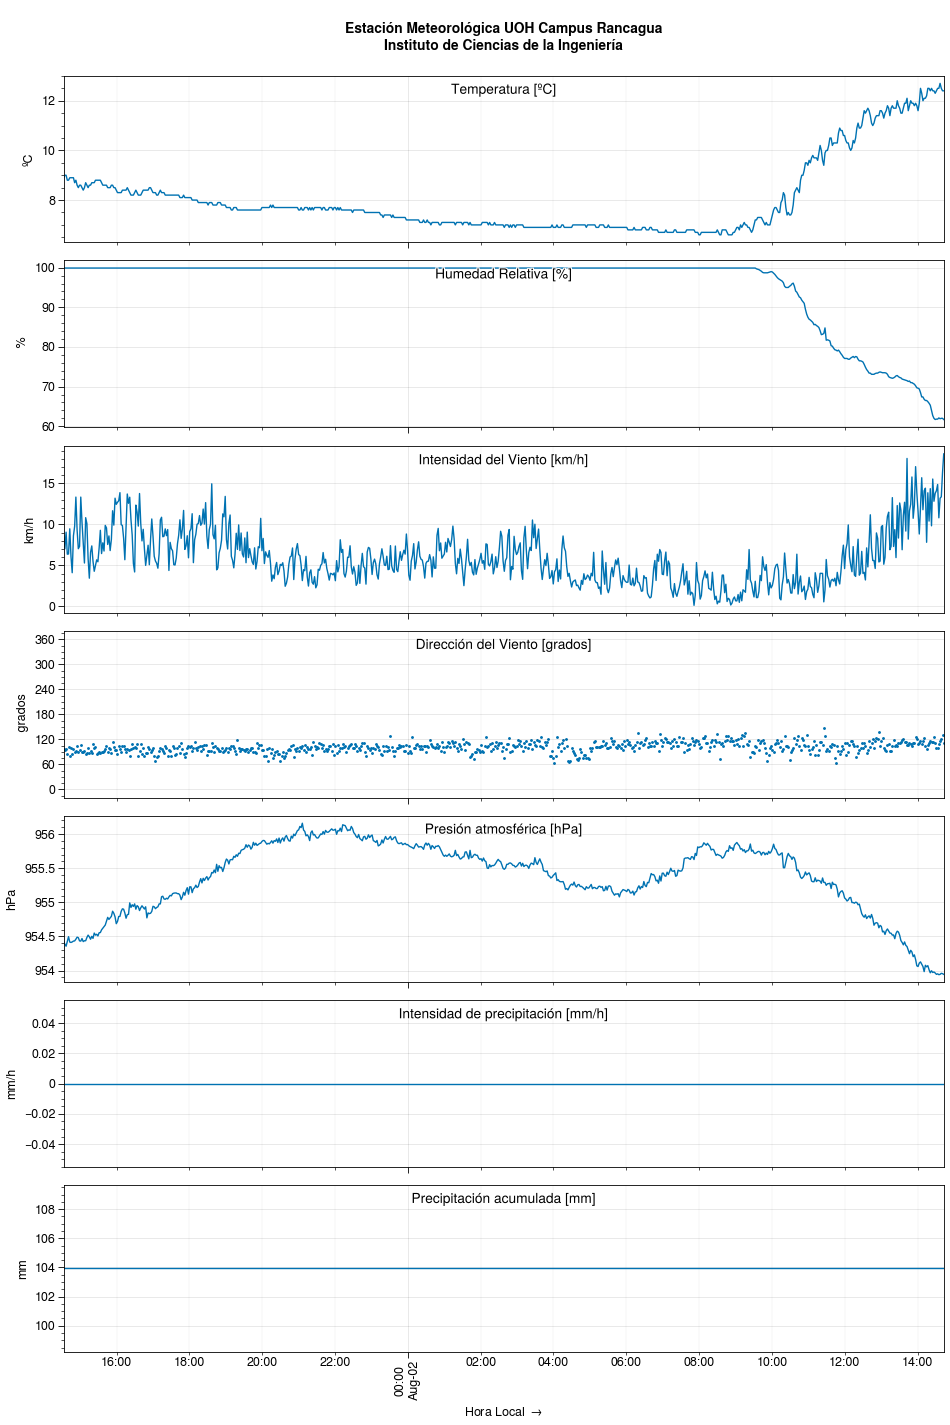 Estación Meteorológica UOH Campus Rancagua
Instituto de Ciencias de la Ingeniería
Temperatura [ºC]
ºC
12
10
8
Humedad Relativa [%]
%
100
90
80
70
60
Intensidad del Viento [km/h]
km/h
15
10
5
0
Dirección del Viento [grados]
grados
360
300
240
180
120
60
0
Presión atmosférica [hPa]
hPa
956
955.5
955
954.5
954
Intensidad de precipitación [mm/h]
mm/h
0.04
0.02
0
−0.02
−0.04
Precipitación acumulada [mm]
mm
108
106
104
102
100
16:00 18:00 20:00 22:00 00:00 02:00 04:00 06:00 08:00 10:00 12:00 14:00
Aug-02
Hora Local →